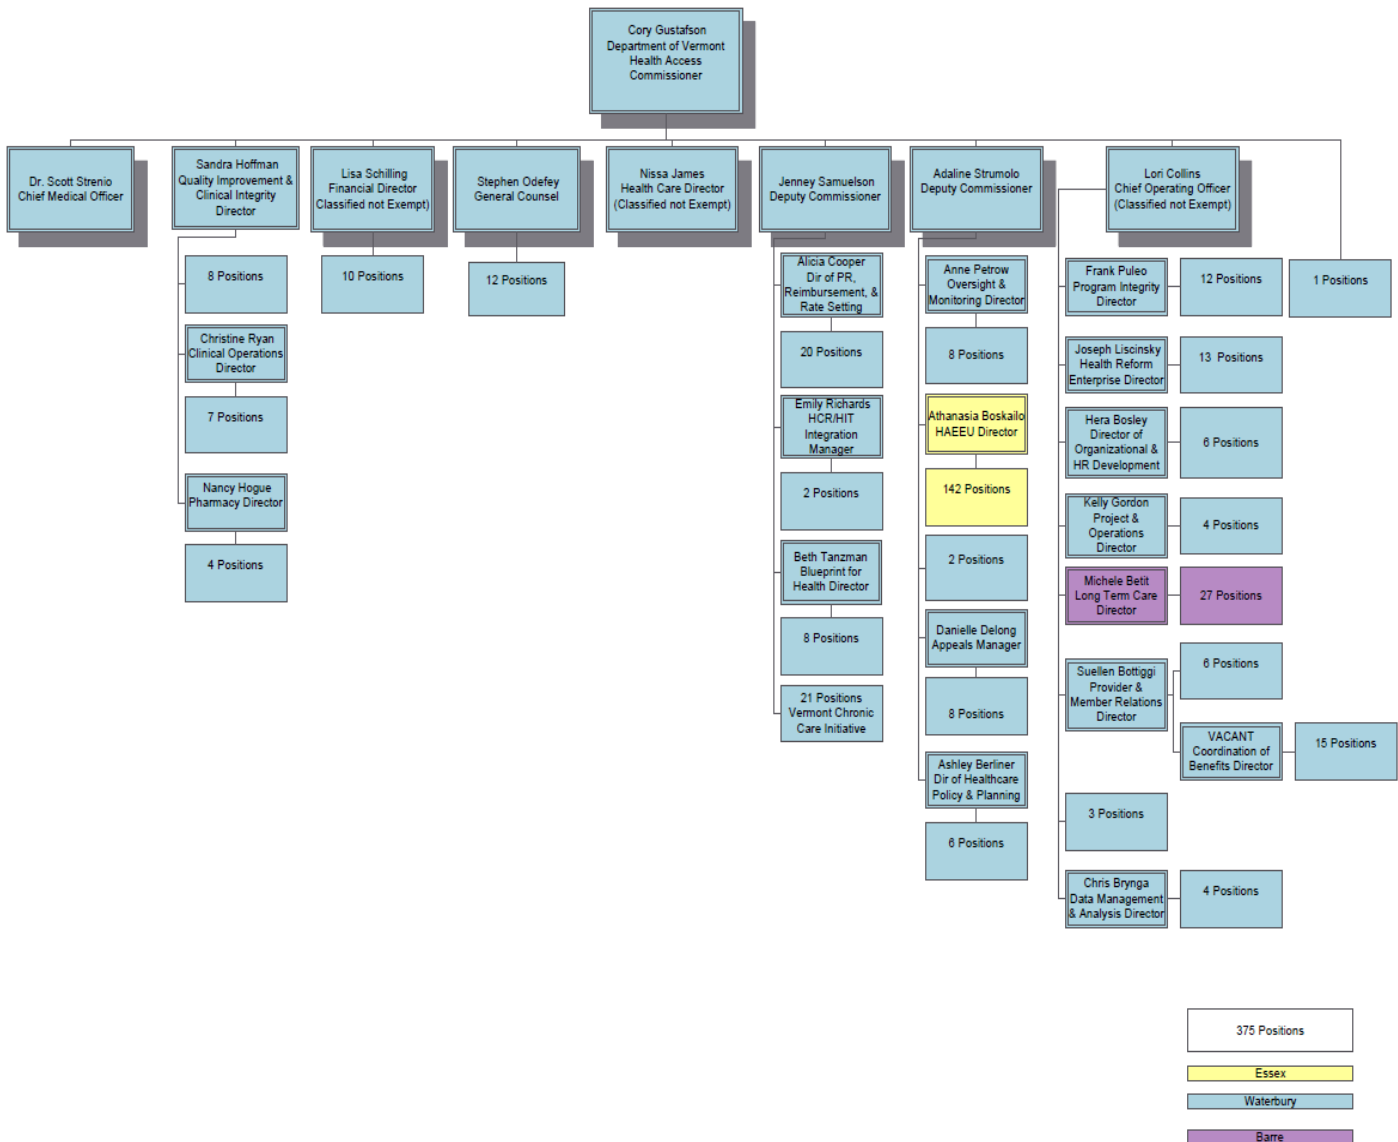 Cory Gustafson
Department of Vermont
Health Access
Commissioner
Dr. Scott Strenio
Chief Medical Officer
Sandra Hoffman
Quality Improvement &
Clinical Integrity
Director
Lisa Schilling
Financial Director
Classified not Exempt)
Stephen Odefey
General Counsel
Nissa James
Health Care Director
(Classified not Exempt)
Jenney Samuelson
Deputy Commissioner
Adaline Strumolo
Deputy Commissioner
Lori Collins
Chief Operating Officer
(Classified not Exempt)
8 Positions
Christine Ryan
Clinical Operations
Director
7 Positions
Nancy Hogue
Pharmacy Director
4 Positions
10 Positions
12 Positions
Alicia Cooper
Dir of PR,
Reimbursement, &
Rate Setting
20 Positions
Emily Richards
HCR/HIT
Integration
Manager
2 Positions
Beth Tanzman
Blueprint for
Health Director
8 Positions
21 Positions
Vermont Chronic
Care Initiative
Anne Petrow
Oversight &
Monitoring Director
8 Positions
Athanasia Boskailo
HAEEU Director
142 Positions
2 Positions
Danielle Delong
Appeals Manager
8 Positions
Ashley Berliner
Dir of Healthcare
Policy & Planning
6 Positions
Frank Puleo
Program Integrity
Director
12 Positions
1 Positions
Joseph Liscinsky
Health Reform
Enterprise Director
13 Positions
Hera Bosley
Director of
Organizational &
HR Development
6 Positions
Kelly Gordon
Project &
Operations
Director
4 Positions
Michele Betit
Long Term Care
Director
27 Positions
Suellen Bottiggi
Provider &
Member Relations
Director
6 Positions
VACANT
Coordination of
Benefits Director
15 Positions
3 Positions
Chris Brynga
Data Management
& Analysis Director
4 Positions
375 Positions
Essex
Waterbury
Barre